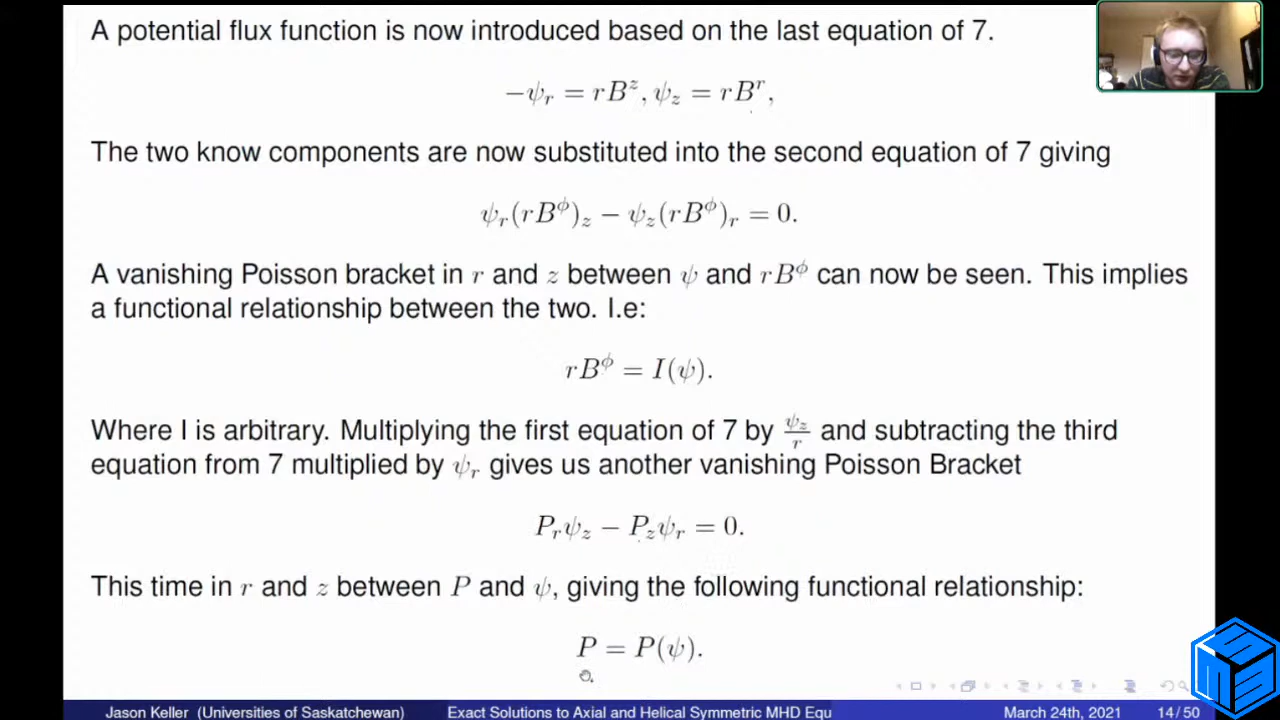 A potential flux function is now introduced based on the last equation of 7.
−ψ_r = rB^z, ψ_z = rB^r,
The two know components are now substituted into the second equation of 7 giving
ψ_r(rB^ϕ)_z − ψ_z(rB^ϕ)_r = 0.
A vanishing Poisson bracket in r and z between ψ and rB^ϕ can now be seen. This implies
a functional relationship between the two. I.e:
rB^ϕ = I(ψ).
Where I is arbitrary. Multiplying the first equation of 7 by ψ_z/r and subtracting the third
equation from 7 multiplied by ψ_r gives us another vanishing Poisson Bracket
P_rψ_z − P_zψ_r = 0.
This time in r and z between P and ψ, giving the following functional relationship:
P = P(ψ).
Jason Keller (Universities of Saskatchewan) Exact Solutions to Axial and Helical Symmetric MHD Equ March 24th, 2021 14/50